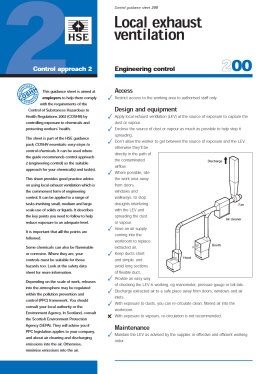 Guidance sheet 200
Local exhaust
ventilation
HSE
Control approach 2
Engineering control
200
This guidance sheet is aimed at
employers to help them comply
with the requirements of the
Control of Substances Hazardous to
Health Regulations 2002 (COSHH) by
controlling exposure to chemicals and
protecting workers' health.
The sheet is part of the HSE guidance
pack COSHH essentials: easy steps to
control chemicals. It can be used where
the guide recommends control approach
2 (engineering control) as the suitable
approach for your chemical(s) and task(s).
This sheet provides good practice advice
on using local exhaust ventilation which is
the commonest form of engineering
control. It can be applied to a range of
tasks involving small, medium and large
scale use of solids or liquids. It describes
the key points you need to follow to help
reduce exposure to an adequate level.
It is important that all the points are
followed.
Some chemicals can also be flammable
or corrosive. Where they are, your
controls must be suitable for those
hazards too. Look at the safety data
sheet for more information.
Depending on the scale of work, releases
into the atmosphere may be regulated
within the pollution prevention and
control (PPC) framework. You should
consult your local authority or the
Environment Agency. In Scotland, consult
the Scottish Environment Protection
Agency (SEPA). They will advise you if
PPC legislation applies to your company,
and about air cleaning and discharging
emissions into the air. Otherwise,
minimise emissions into the air.
Access
✓ Restrict access to the working area to authorised staff only.
Design and equipment
✓ Apply local exhaust ventilation (LEV) at the source of exposure to capture the
dust or vapour.
✓ Enclose the source of dust or vapour as much as possible to help stop it
spreading.
✓ Don't allow the worker to get between the source of exposure and the LEV
otherwise they'll be
directly in the path of
the contaminated
airflow.
✓ Where possible, site
the work area away
from doors,
windows and
walkways, to stop
draughts interfering
with the LEV and
spreading the dust
or vapour.
✓ Have an air supply
coming into the
workroom to replace
extracted air.
✓ Keep ducts short
and simple, and
avoid long sections
of flexible duct.
✓ Provide an easy way
of checking the LEV is working, eg manometer, pressure gauge or tell-tale.
✓ Discharge extracted air to a safe place away from doors, windows and air
inlets.
✓ With exposure to dusts, you can re-circulate clean, filtered air into the
workroom.
✗ With exposure to vapours, re-circulation is not recommended.
Discharge
Fan
Air cleaner
Booth
Hood
Maintenance
✓ Maintain the LEV as advised by the supplier in effective and efficient working
order.